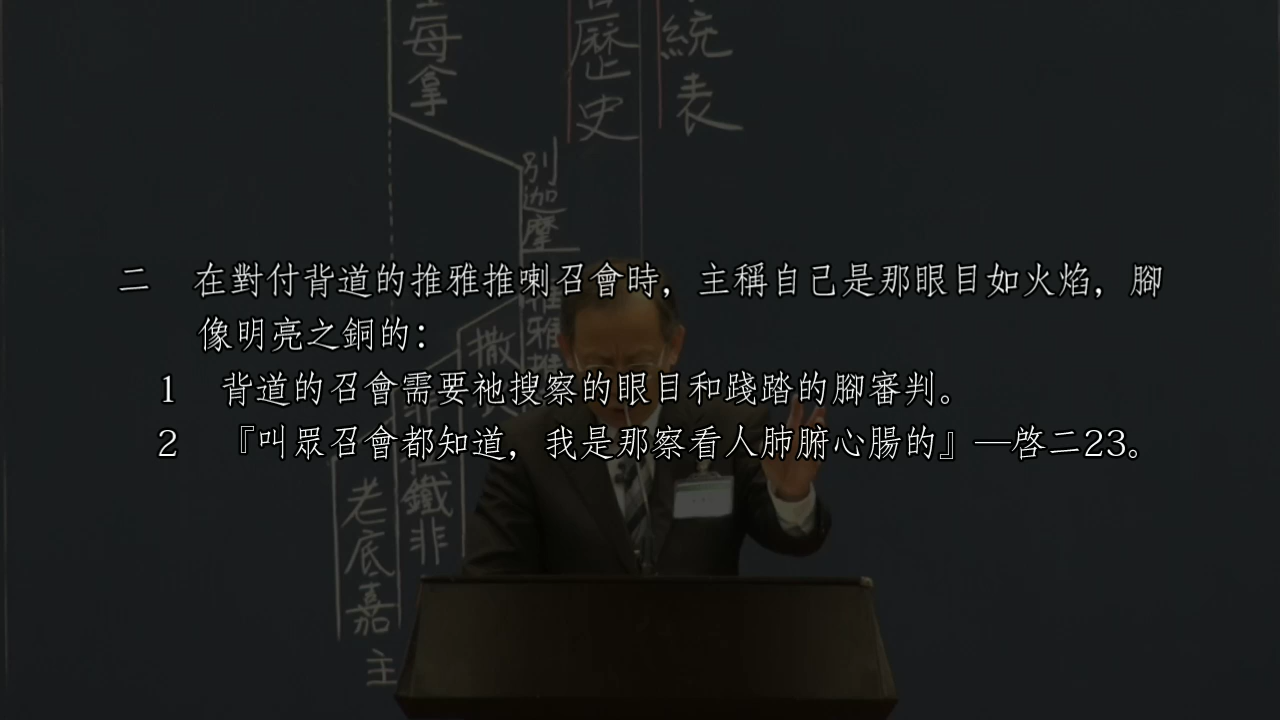 統表
歷史
每拿
別迦摩
推雅推
撒
鐵非
老底嘉
主
二 在對付背道的推雅推喇召會時，主稱自己是那眼目如火焰，腳
像明亮之銅的：
1 背道的召會需要祂搜察的眼目和踐踏的腳審判。
2 『叫眾召會都知道，我是那察看人肺腑心腸的』—啓二23。